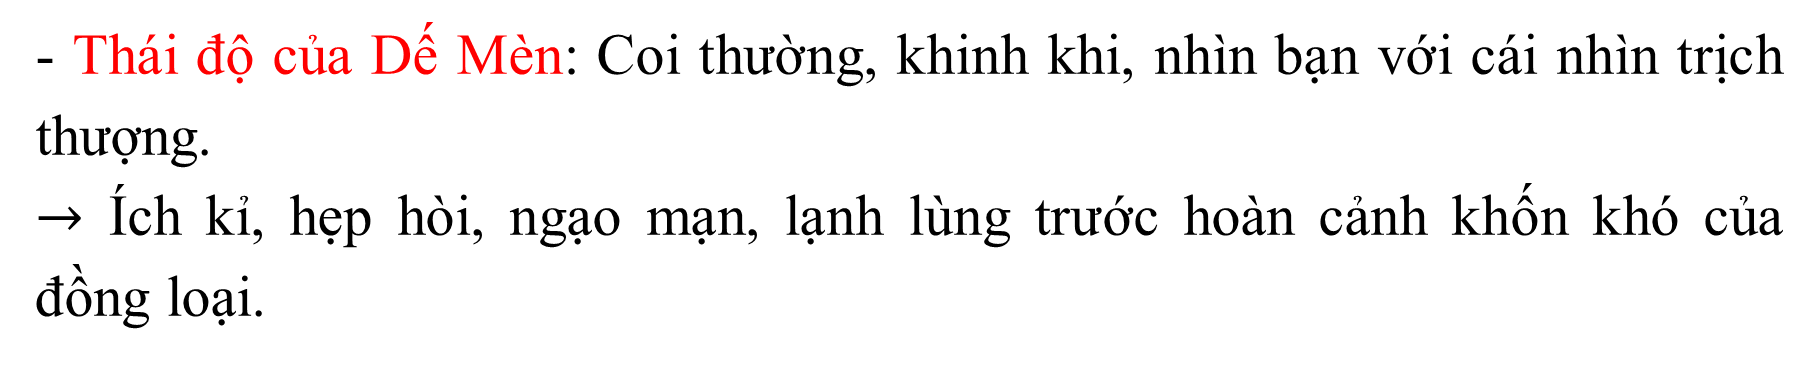 - Thái độ của Dế Mèn: Coi thường, khinh khi, nhìn bạn với cái nhìn trịch
thượng.
→ Ích kỉ, hẹp hòi, ngạo mạn, lạnh lùng trước hoàn cảnh khốn khó của
đồng loại.